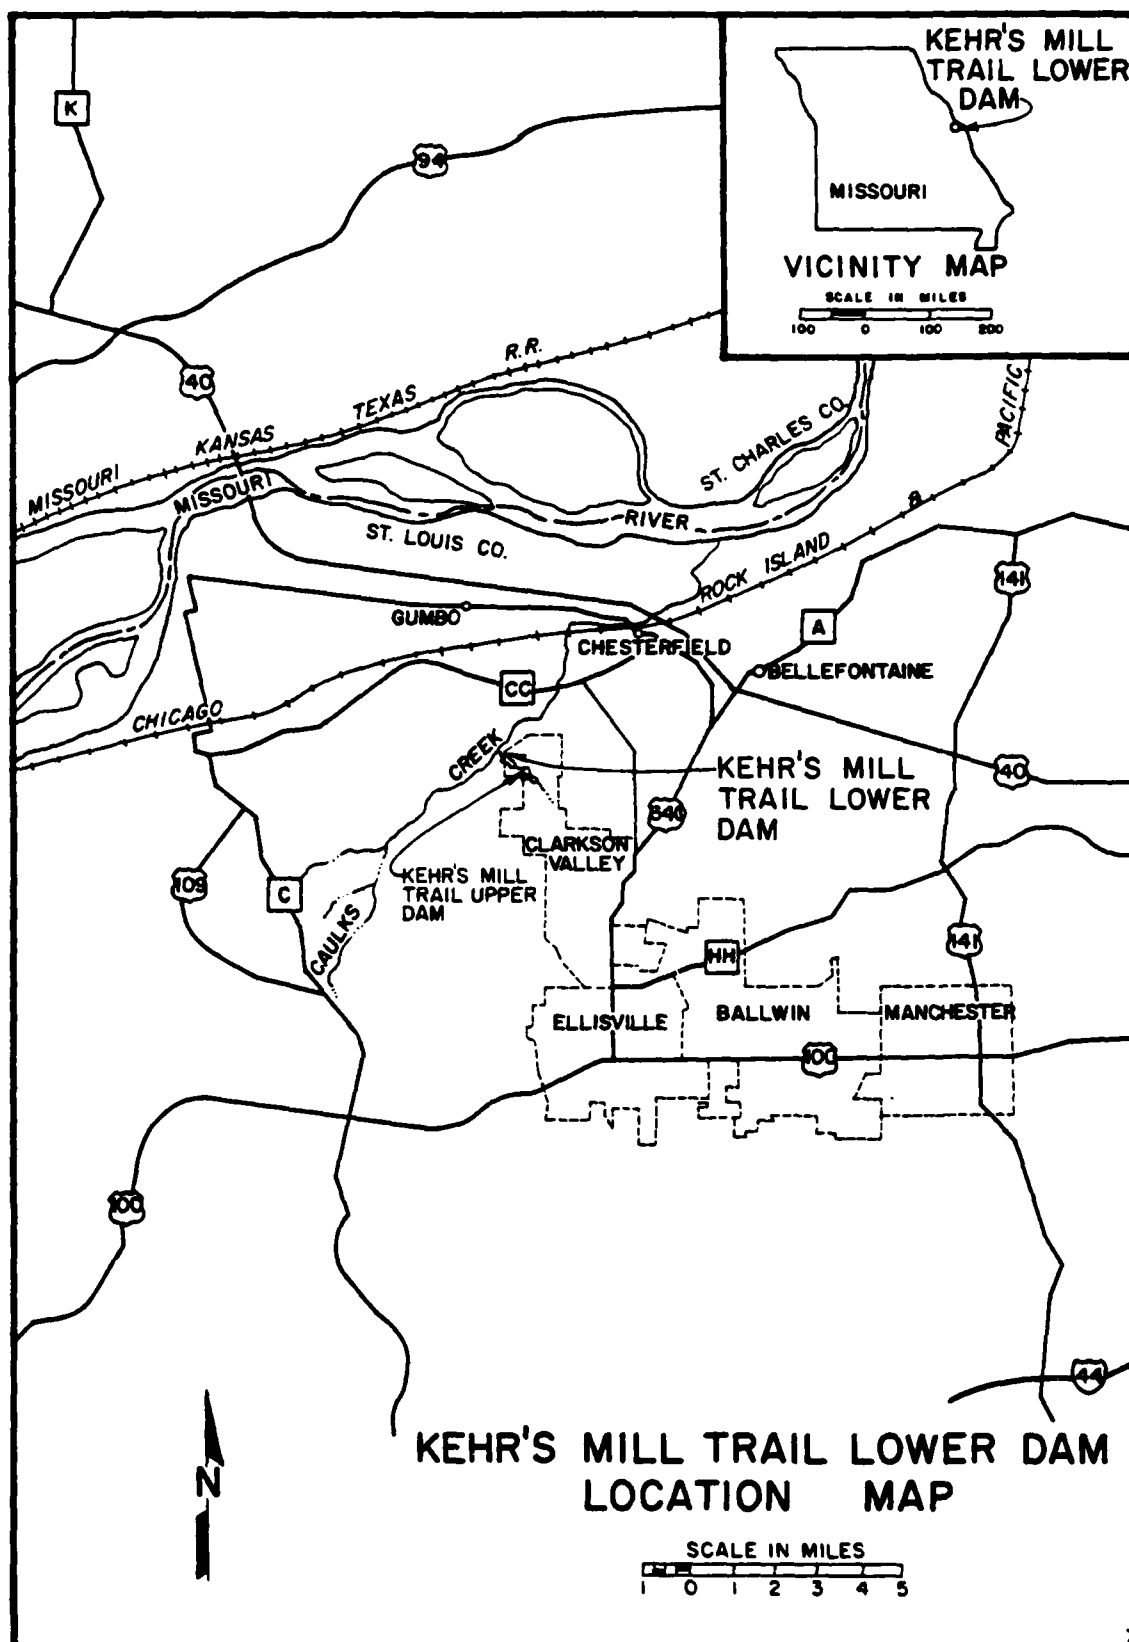 KEHR'S MILL
TRAIL LOWER
DAM
MISSOURI
VICINITY MAP
SCALE IN MILES
100 0 100 200
K
94
40
MISSOURI KANSAS TEXAS R.R.
MISSOURI RIVER
ST. CHARLES CO.
ST. LOUIS CO.
CHICAGO ROCK ISLAND & PACIFIC
141
GUMBO
CHESTERFIELD
A
BELLEFONTAINE
CC
CAULKS CREEK
KEHR'S MILL
TRAIL LOWER
DAM
40
340
CLARKSON
VALLEY
KEHR'S MILL
TRAIL UPPER
DAM
109
C
141
HH
ELLISVILLE
BALLWIN
MANCHESTER
100
100
44
N
KEHR'S MILL TRAIL LOWER DAM
LOCATION MAP
SCALE IN MILES
1 0 1 2 3 4 5